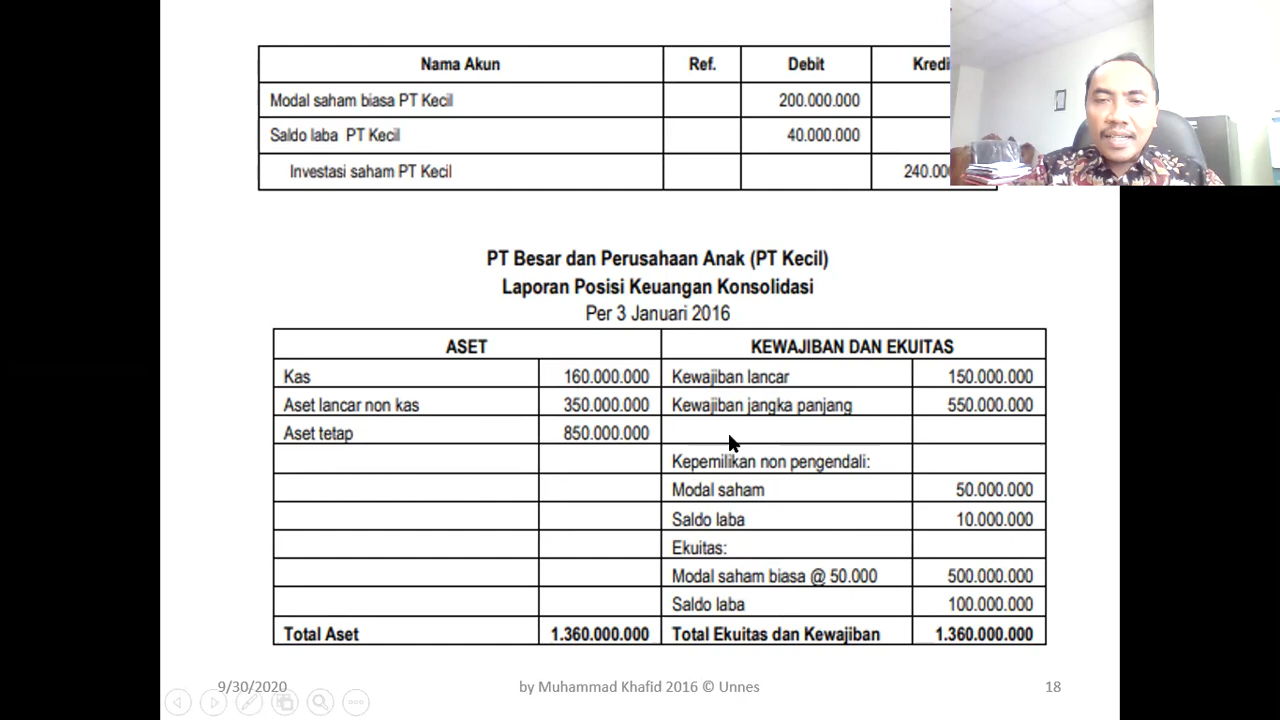 Nama Akun Ref. Debit Kredi
Modal saham biasa PT Kecil 200.000.000
Saldo laba PT Kecil 40.000.000
Investasi saham PT Kecil 240.00
PT Besar dan Perusahaan Anak (PT Kecil)
Laporan Posisi Keuangan Konsolidasi
Per 3 Januari 2016
ASET KEWAJIBAN DAN EKUITAS
Kas 160.000.000 Kewajiban lancar 150.000.000
Aset lancar non kas 350.000.000 Kewajiban jangka panjang 550.000.000
Aset tetap 850.000.000
Kepemilikan non pengendali:
Modal saham 50.000.000
Saldo laba 10.000.000
Ekuitas:
Modal saham biasa @ 50.000 500.000.000
Saldo laba 100.000.000
Total Aset 1.360.000.000 Total Ekuitas dan Kewajiban 1.360.000.000
9/30/2020 by Muhammad Khafid 2016 © Unnes 18